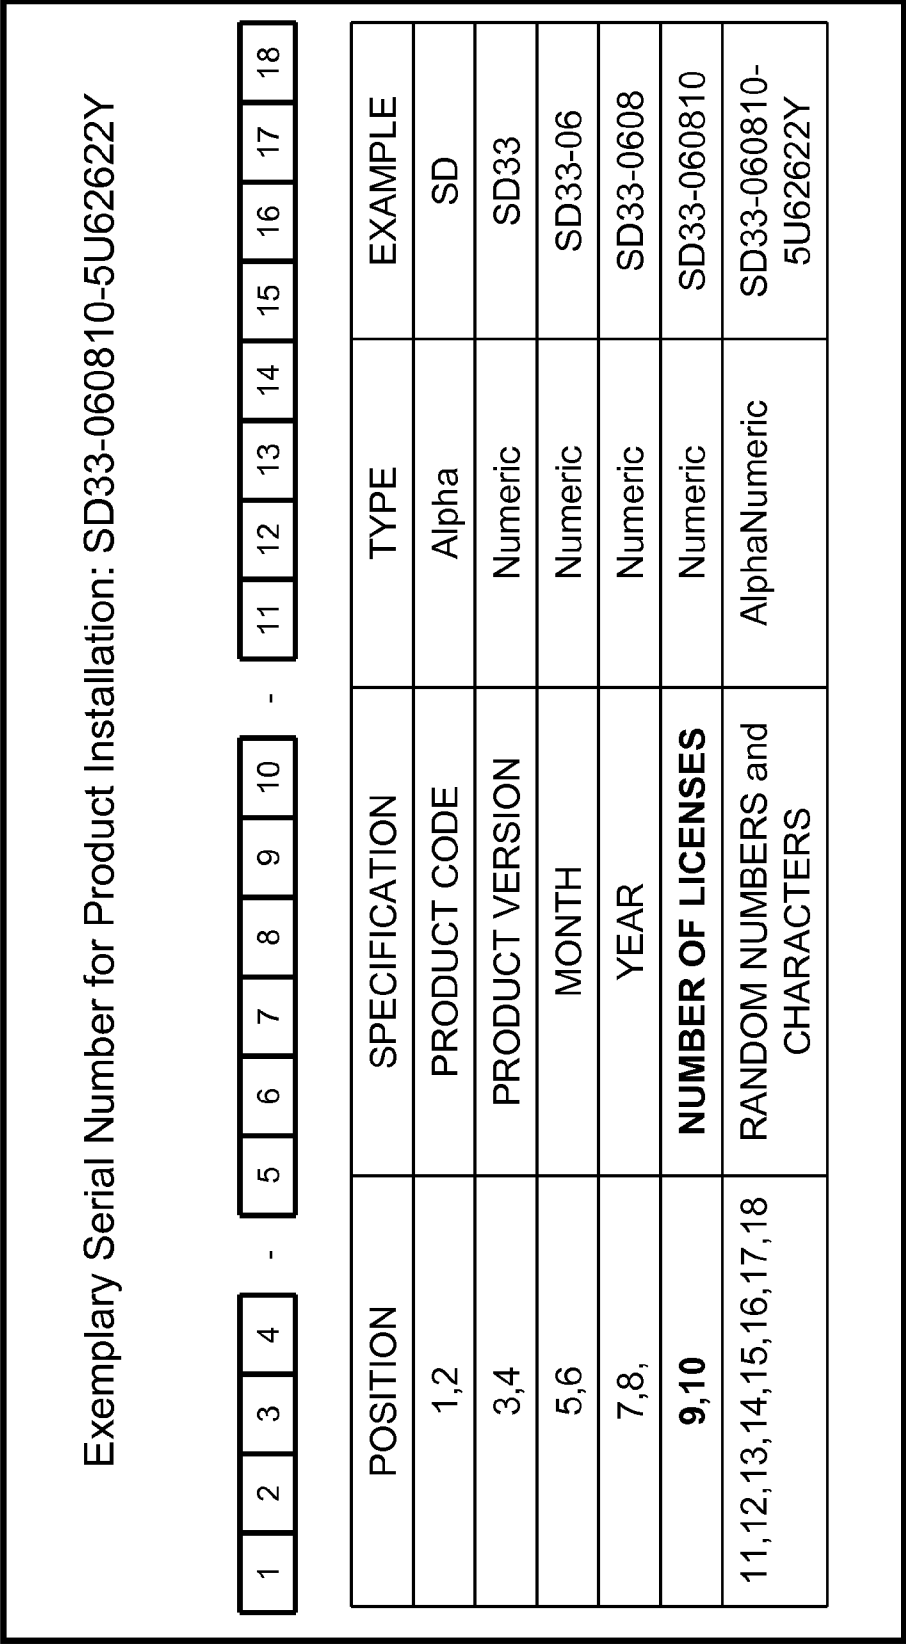 Exemplary Serial Number for Product Installation: SD33-060810-5U62622Y
1 2 3 4 - 5 6 7 8 9 10 - 11 12 13 14 15 16 17 18
POSITION SPECIFICATION TYPE EXAMPLE
1,2 PRODUCT CODE Alpha SD
3,4 PRODUCT VERSION Numeric SD33
5,6 MONTH Numeric SD33-06
7,8, YEAR Numeric SD33-0608
9,10 NUMBER OF LICENSES Numeric SD33-060810
11,12,13,14,15,16,17,18 RANDOM NUMBERS and AlphaNumeric SD33-060810-
CHARACTERS 5U62622Y